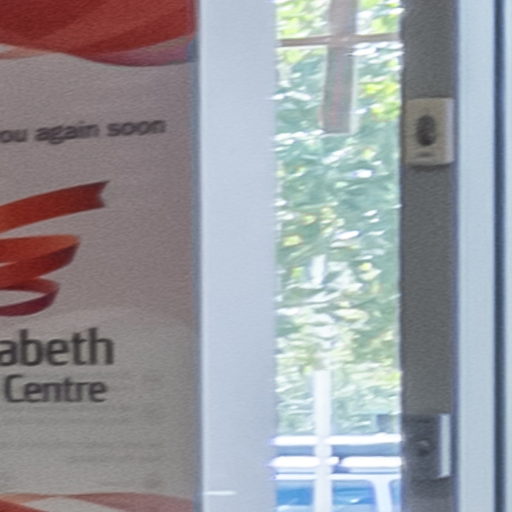 ou again soon
abeth
Centre